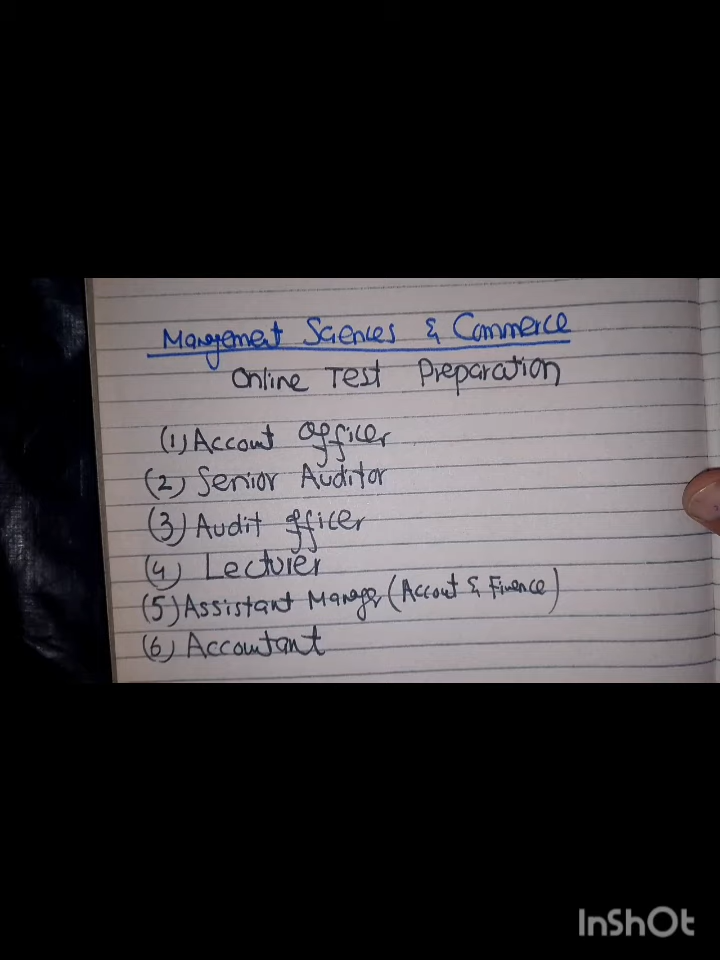 Management Sciences & Commerce
Online Test Preparation
(1) Account Officer
(2) Senior Auditor
(3) Audit officer
(4) Lecturer
(5) Assistant Manager (Account & Finance)
(6) Accountant
InShOt